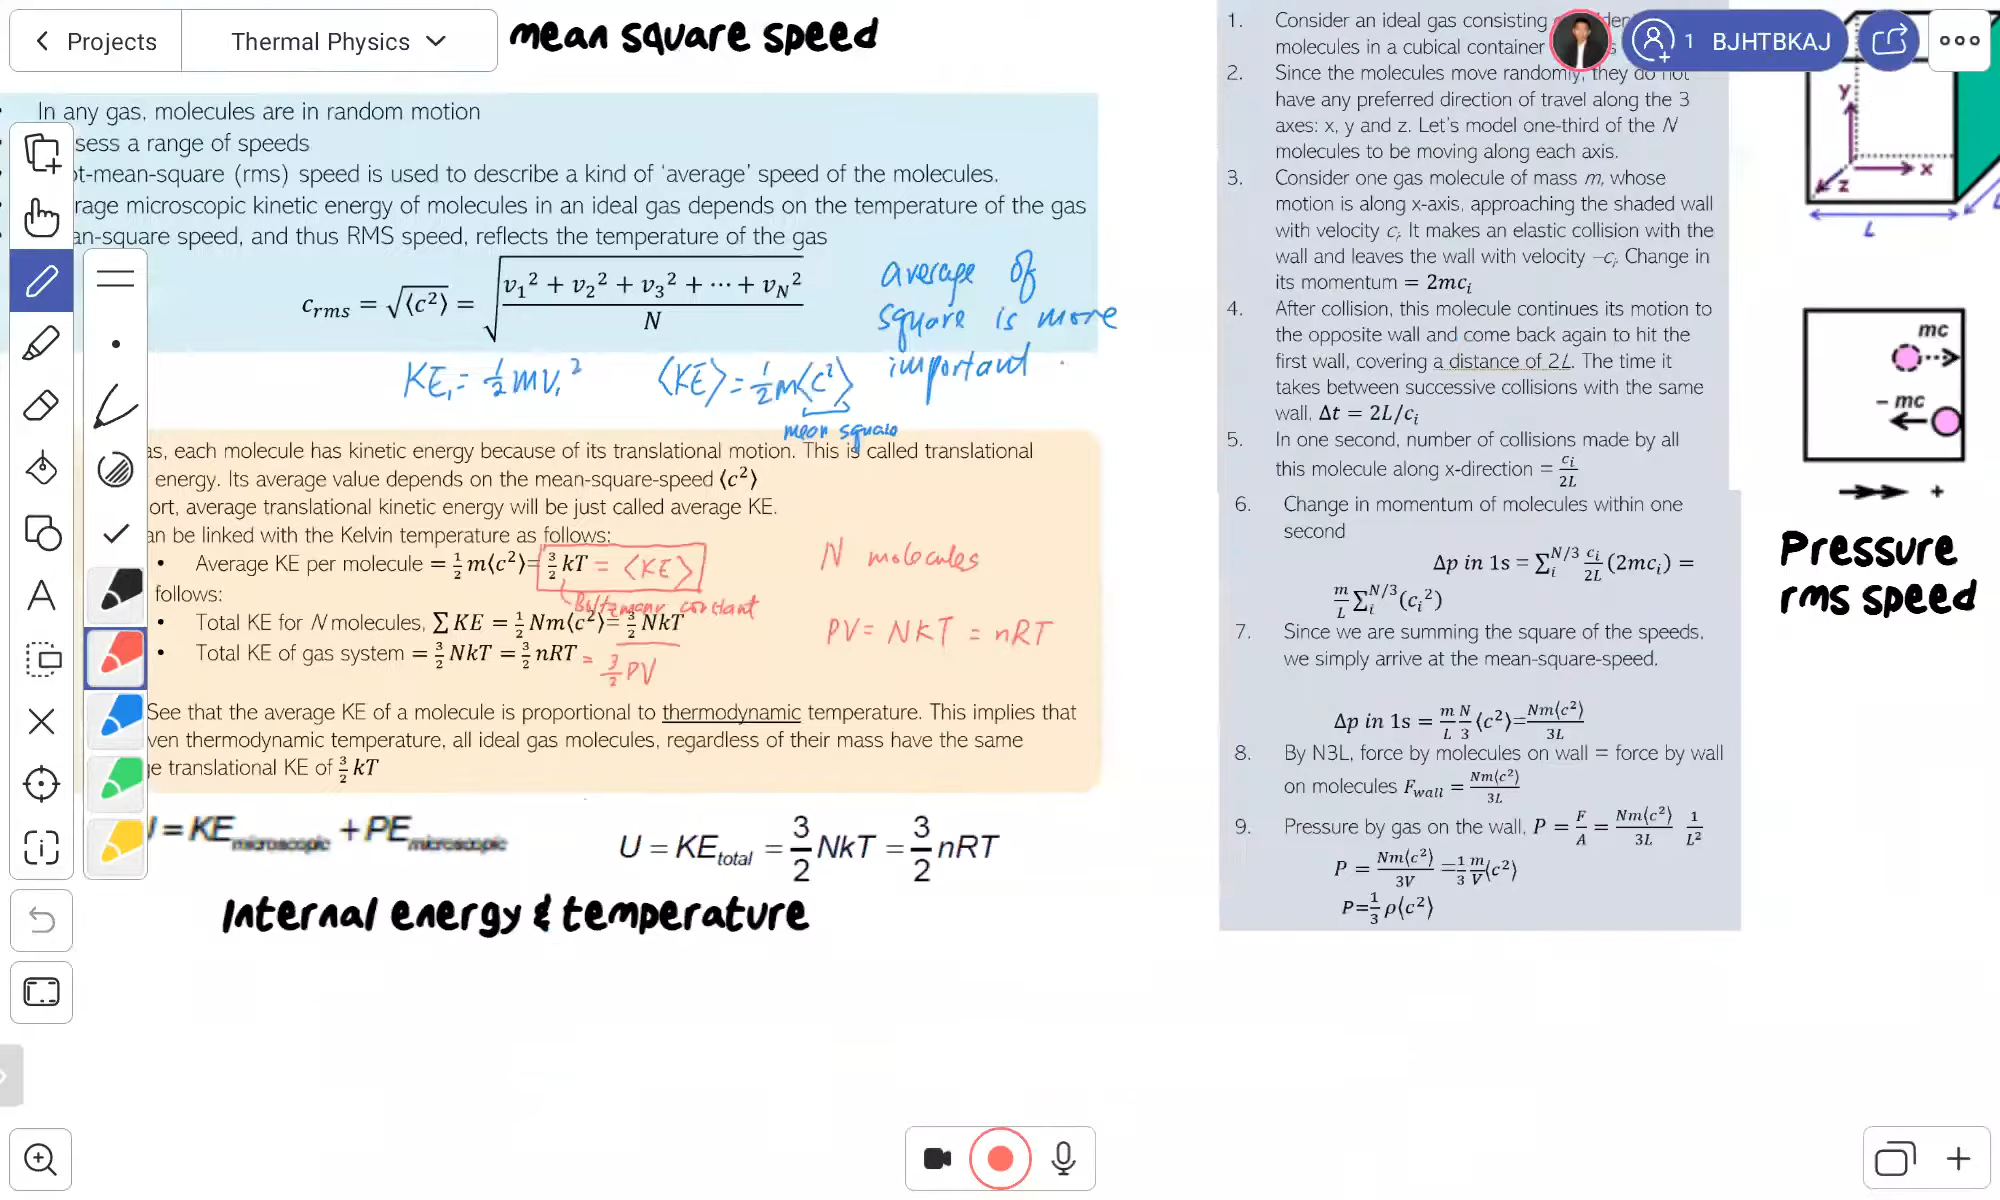 Projects
Thermal Physics
mean square speed
In any gas, molecules are in random motion
sess a range of speeds
t-mean-square (rms) speed is used to describe a kind of ‘average’ speed of the molecules.
rage microscopic kinetic energy of molecules in an ideal gas depends on the temperature of the gas
an-square speed, and thus RMS speed, reflects the temperature of the gas
c_rms = √⟨c²⟩ = √((v₁² + v₂² + v₃² + ⋯ + v_N²)/N)
average of
square is more
important
KE₁ = ½mv₁²
⟨KE⟩ = ½m⟨c²⟩
mean square
as, each molecule has kinetic energy because of its translational motion. This is called translational
energy. Its average value depends on the mean-square-speed ⟨c²⟩
ort, average translational kinetic energy will be just called average KE.
an be linked with the Kelvin temperature as follows:
• Average KE per molecule = ½m⟨c²⟩ = 3/2 kT = ⟨KE⟩
Boltzmann constant
follows:
• Total KE for N molecules, ∑KE = ½Nm⟨c²⟩ = 3/2 NkT
• Total KE of gas system = 3/2 NkT = 3/2 nRT = 3/2 PV
N molecules
PV = NKT = nRT
See that the average KE of a molecule is proportional to thermodynamic temperature. This implies that
ven thermodynamic temperature, all ideal gas molecules, regardless of their mass have the same
ge translational KE of 3/2 kT
= KE microscopic + PE microscopic
U = KE_total = 3/2 NkT = 3/2 nRT
Internal energy & temperature
1. Consider an ideal gas consisting
molecules in a cubical container
2. Since the molecules move randomly, they do not
have any preferred direction of travel along the 3
axes: x, y and z. Let's model one-third of the N
molecules to be moving along each axis.
3. Consider one gas molecule of mass m, whose
motion is along x-axis, approaching the shaded wall
with velocity cᵢ. It makes an elastic collision with the
wall and leaves the wall with velocity −cᵢ. Change in
its momentum = 2mcᵢ
4. After collision, this molecule continues its motion to
the opposite wall and come back again to hit the
first wall, covering a distance of 2L. The time it
takes between successive collisions with the same
wall, Δt = 2L/cᵢ
5. In one second, number of collisions made by all
this molecule along x-direction = cᵢ/2L
6. Change in momentum of molecules within one
second
Δp in 1s = ∑ᵢ^(N/3) cᵢ/2L (2mcᵢ) =
m/L ∑ᵢ^(N/3) (cᵢ²)
7. Since we are summing the square of the speeds,
we simply arrive at the mean-square-speed.
Δp in 1s = m/L N/3 ⟨c²⟩ = Nm⟨c²⟩/3L
8. By N3L, force by molecules on wall = force by wall
on molecules F_wall = Nm⟨c²⟩/3L
9. Pressure by gas on the wall, P = F/A = Nm⟨c²⟩/3L 1/L²
P = Nm⟨c²⟩/3V = 1/3 m/V ⟨c²⟩
P = 1/3 ρ⟨c²⟩
1 BJHTBKAJ
y
x
z
L
mc
− mc
+
Pressure
rms speed
A